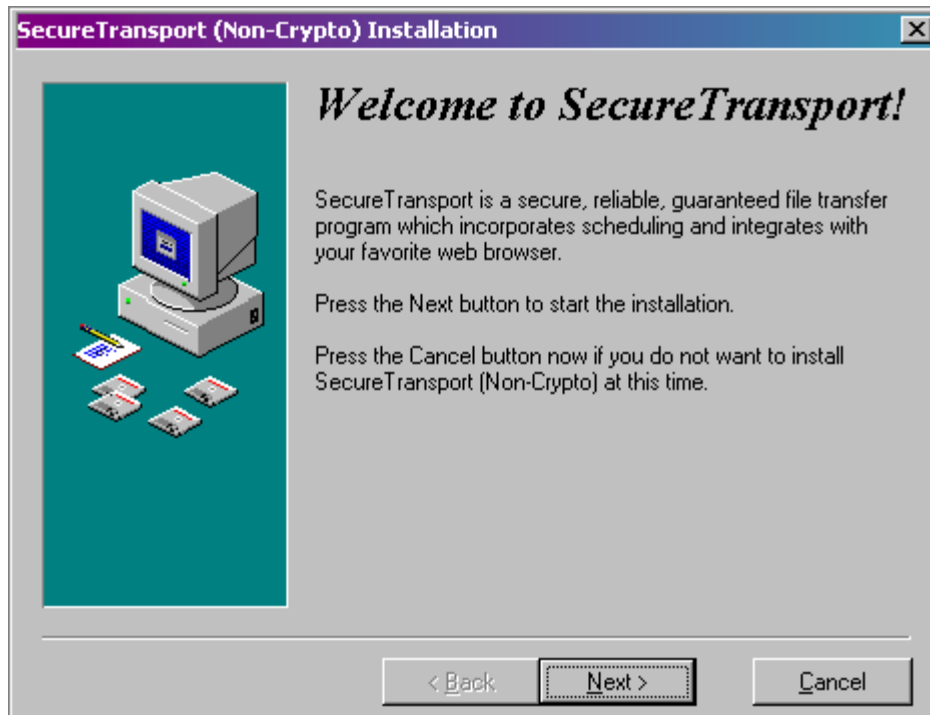 SecureTransport (Non-Crypto) Installation
Welcome to SecureTransport!
SecureTransport is a secure, reliable, guaranteed file transfer
program which incorporates scheduling and integrates with
your favorite web browser.
Press the Next button to start the installation.
Press the Cancel button now if you do not want to install
SecureTransport (Non-Crypto) at this time.
< Back Next > Cancel